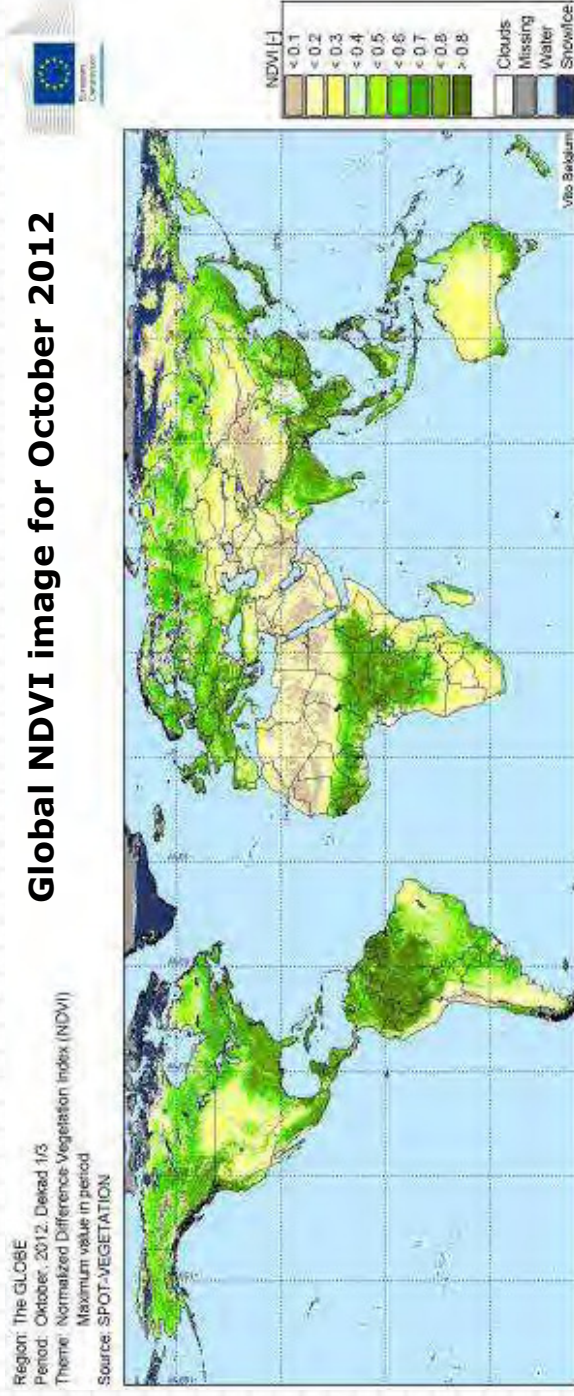 Global NDVI image for October 2012
Region: The GLOBE
Period: Oktober, 2012, Dekad 1/3
Theme: Normalized Difference Vegetation Index (NDVI)
Maximum value in period
Source: SPOT-VEGETATION
European
Commission
NDVI [-]
< 0.1
< 0.2
< 0.3
< 0.4
< 0.5
< 0.6
< 0.7
< 0.8
> 0.8
Clouds
Missing
Water
Snow/Ice
Vito Belgium